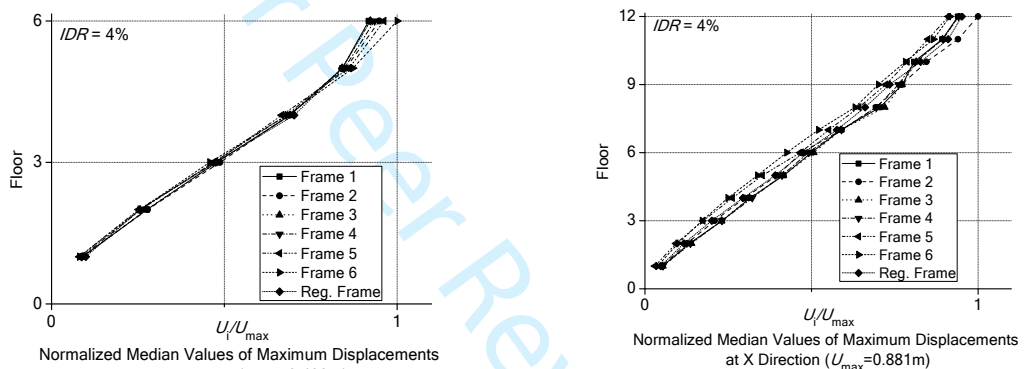 6
IDR = 4%
Floor
3
0
Frame 1
Frame 2
Frame 3
Frame 4
Frame 5
Frame 6
Reg. Frame
0
1
Ui/Umax
Normalized Median Values of Maximum Displacements
12
IDR = 4%
9
Floor
6
3
0
Frame 1
Frame 2
Frame 3
Frame 4
Frame 5
Frame 6
Reg. Frame
0
1
Ui/Umax
Normalized Median Values of Maximum Displacements
at X Direction (Umax=0.881m)
r Peer Re